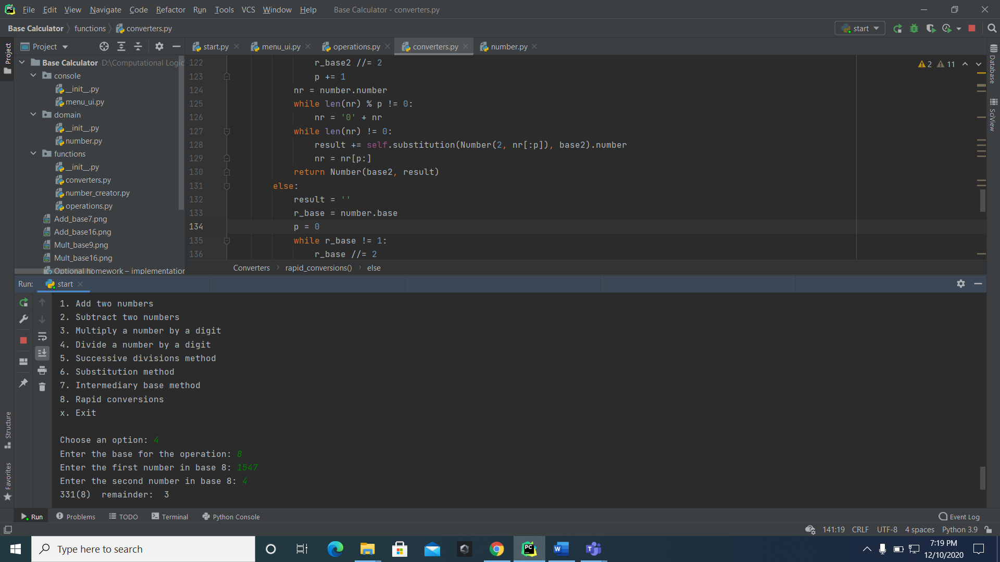 File Edit View Navigate Code Refactor Run Tools VCS Window Help Base Calculator - converters.py
Base Calculator functions converters.py start
Project
Project
start.py menu_ui.py operations.py converters.py number.py
Base Calculator D:\Computational Logic
console
__init__.py
menu_ui.py
domain
__init__.py
number.py
functions
__init__.py
converters.py
number_creator.py
operations.py
Add_base7.png
Add_base16.png
Mult_base9.png
Mult_base16.png
Optional homework – implementation
122 r_base2 //= 2
123 p += 1
124 nr = number.number
125 while len(nr) % p != 0:
126 nr = '0' + nr
127 while len(nr) != 0:
128 result += self.substitution(Number(2, nr[:p]), base2).number
129 nr = nr[p:]
130 return Number(base2, result)
131 else:
132 result = ''
133 r_base = number.base
134 p = 0
135 while r_base != 1:
136 r_base //= 2
2 11
Database
SciView
Converters rapid_conversions() else
Run: start
1. Add two numbers
2. Subtract two numbers
3. Multiply a number by a digit
4. Divide a number by a digit
5. Successive divisions method
6. Substitution method
7. Intermediary base method
8. Rapid conversions
x. Exit
Choose an option: 4
Enter the base for the operation: 8
Enter the first number in base 8: 1547
Enter the second number in base 8: 4
331(8) remainder: 3
Structure
Favorites
Run Problems TODO Terminal Python Console Event Log
141:19 CRLF UTF-8 4 spaces Python 3.9
Type here to search
7:19 PM
12/10/2020